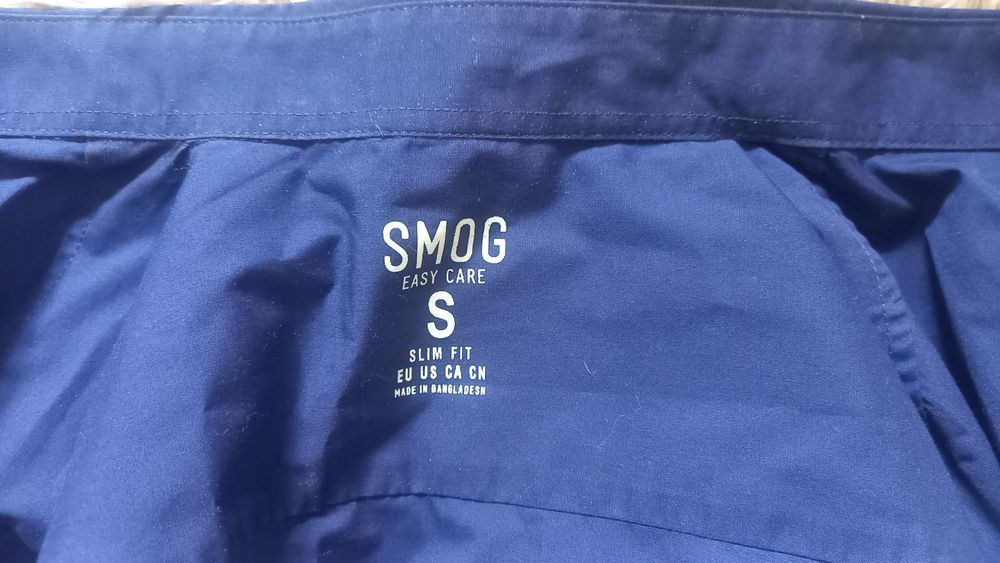 SMOG
EASY CARE
S
SLIM FIT
EU US CA CN
MADE IN BANGLADESH